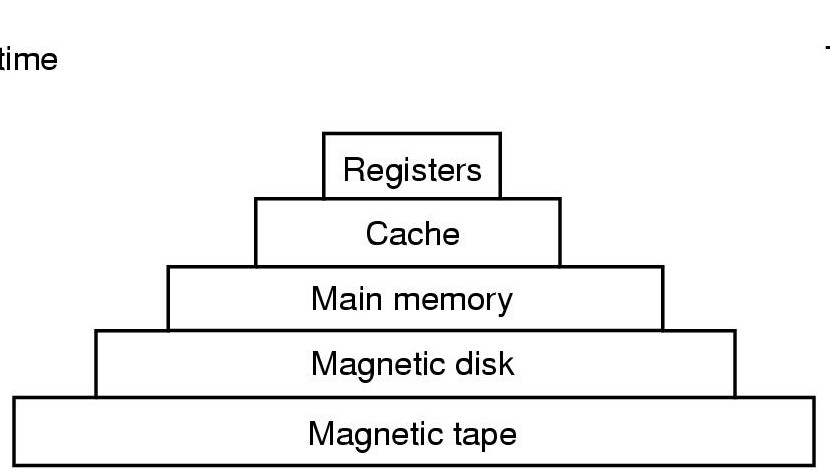 time
Registers
Cache
Main memory
Magnetic disk
Magnetic tape